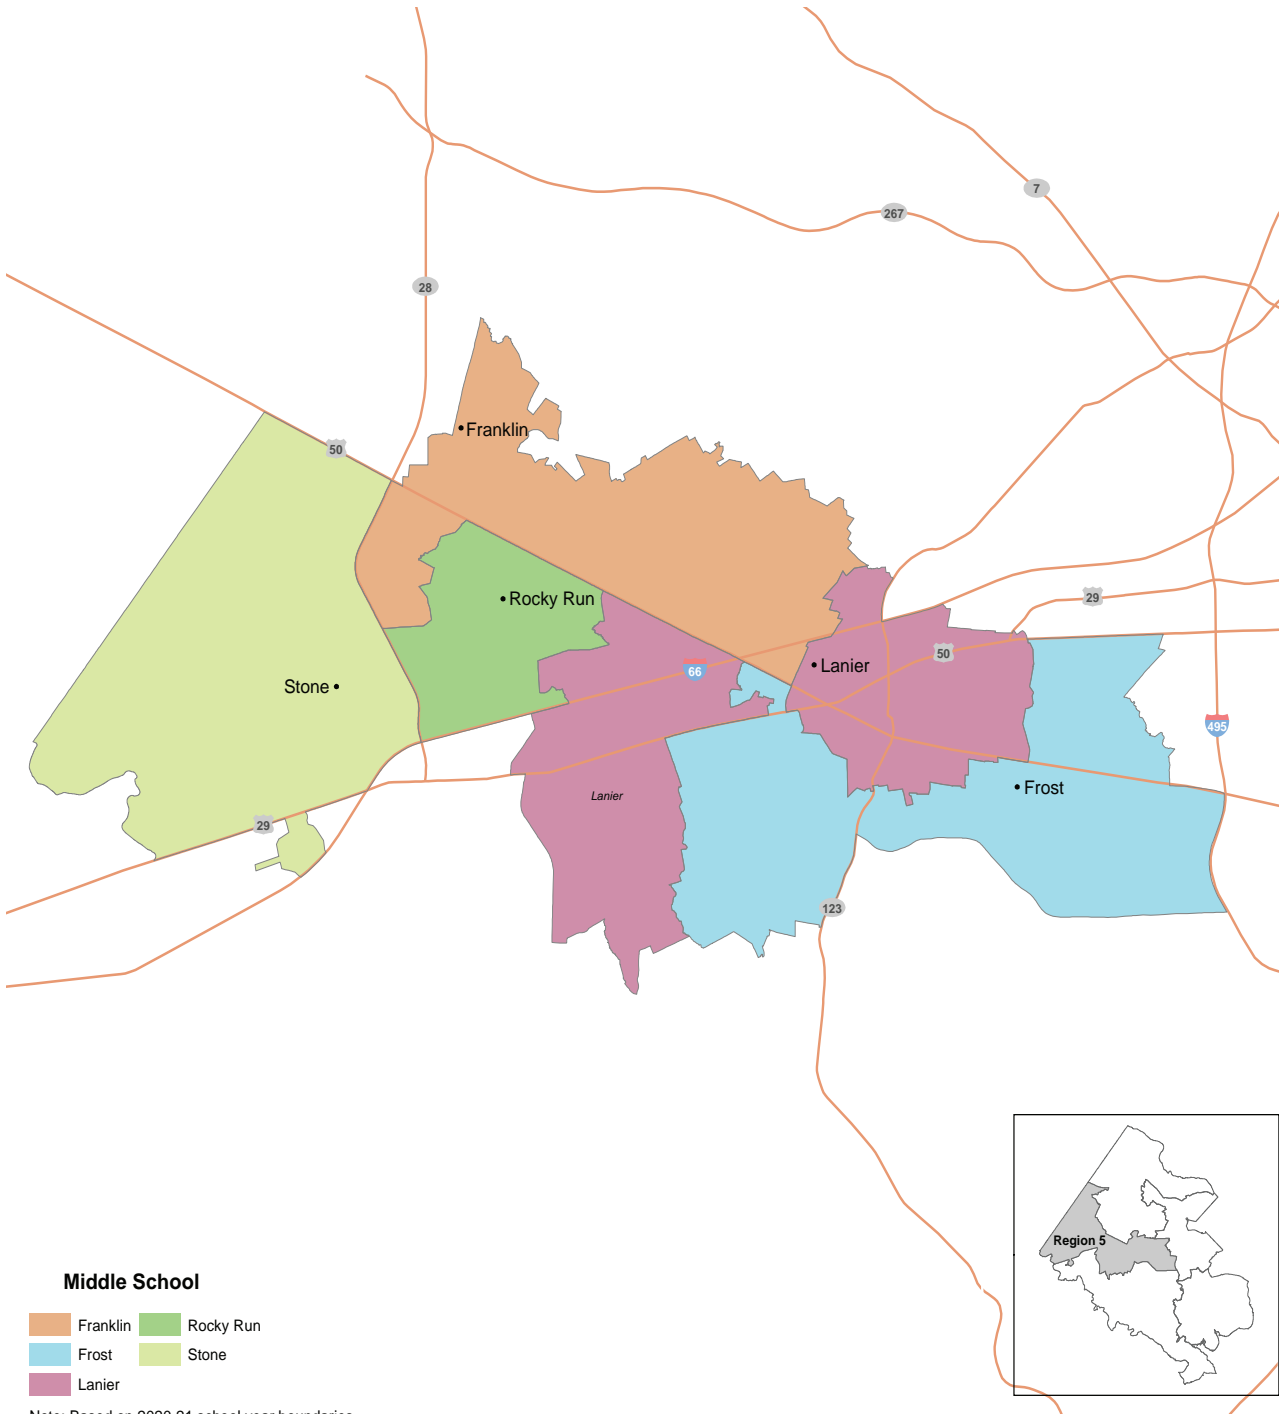 7
267
28
Franklin
50
Rocky Run
29
50
Lanier
66
Stone
495
Frost
Lanier
29
123
Region 5
Middle School
Franklin
Rocky Run
Frost
Stone
Lanier